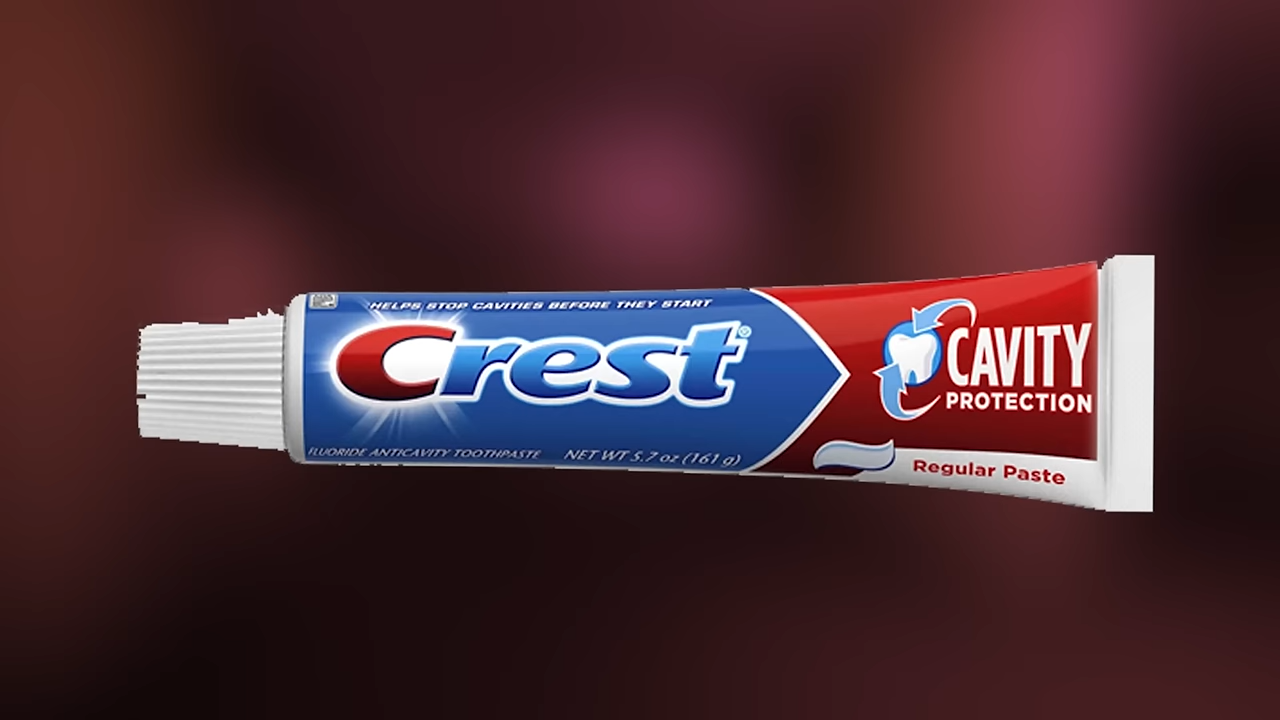 HELPS STOP CAVITIES BEFORE THEY START
Crest®
FLUORIDE ANTICAVITY TOOTHPASTE NET WT 5.7 oz (161 g)
CAVITY
PROTECTION
Regular Paste